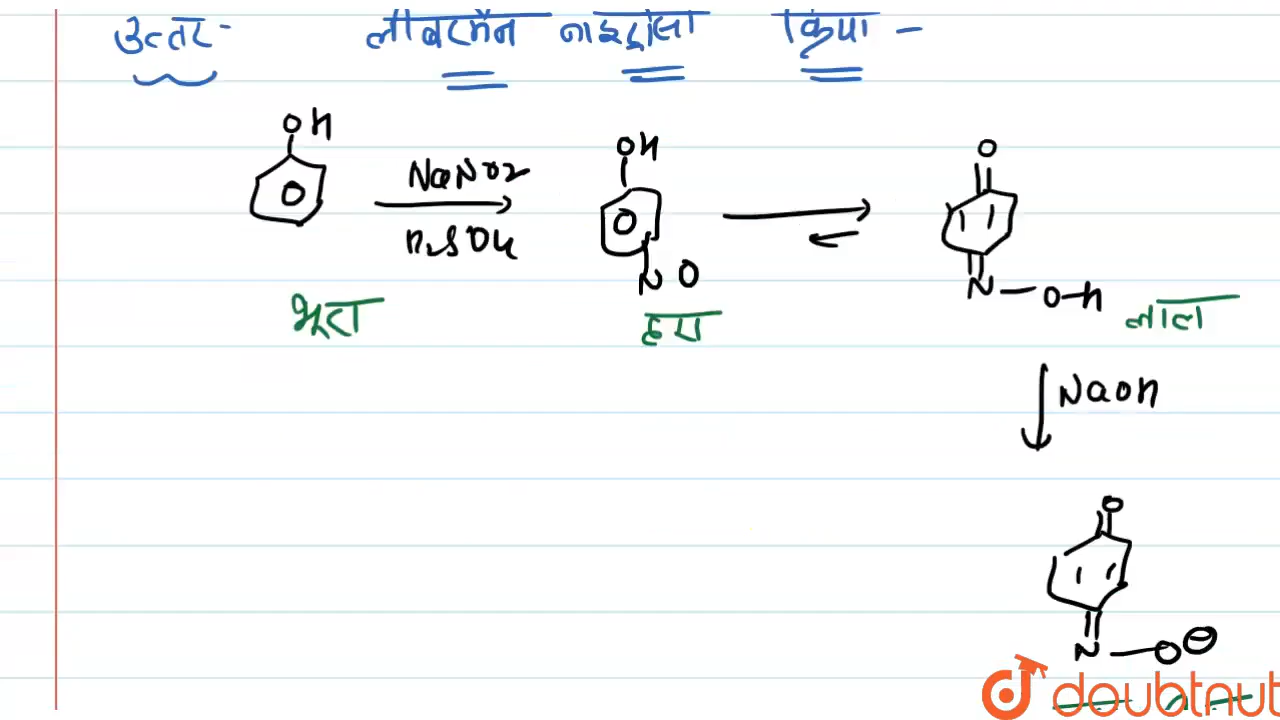 उत्तर- लीबरमैन नाइट्रोसो क्रिया -
OH
NaNO2
H2SO4
OH
NO
O
N-O-H
भूरा हरा लाल
NaOH
O
N-O⊖
doubtnut